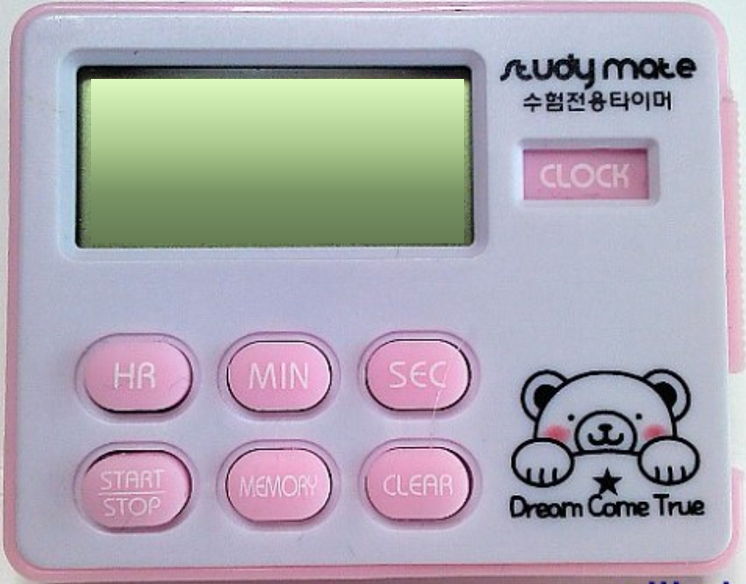 study mate
수험전용타이머
CLOCK
HR MIN SEC
START
STOP
MEMORY CLEAR
Dream Come True